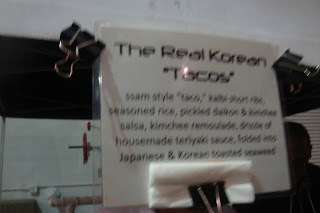 The Real Korean
"Tacos"
ssam style "taco," kalbi short ribs,
seasoned rice, pickled daikon & kimchee
salsa, kimchee remoulade, drizzle of
housemade teriyaki sauce, folded into
Japanese & Korean toasted seaweed